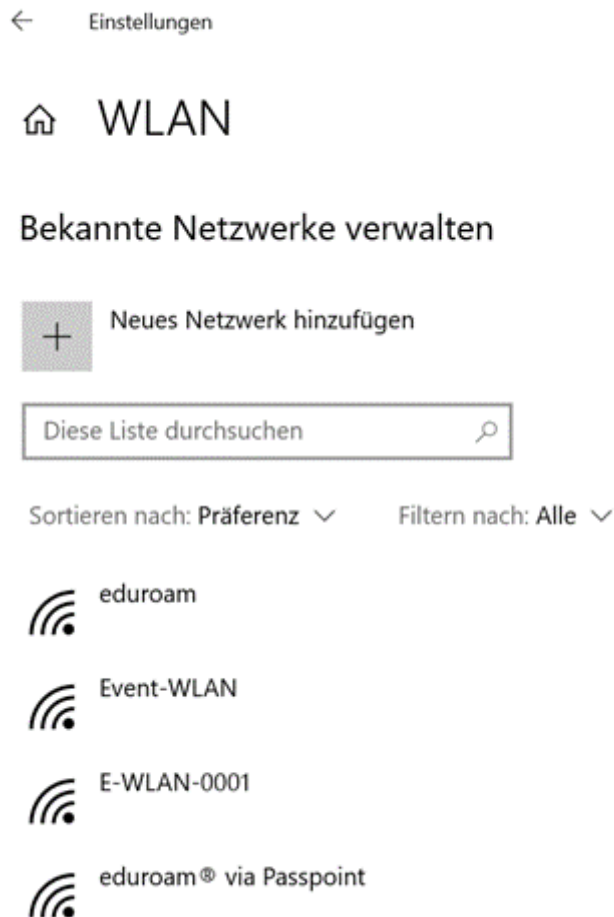 Einstellungen
WLAN
Bekannte Netzwerke verwalten
Neues Netzwerk hinzufügen
Diese Liste durchsuchen
Sortieren nach: Präferenz Filtern nach: Alle
eduroam
Event-WLAN
E-WLAN-0001
eduroam® via Passpoint